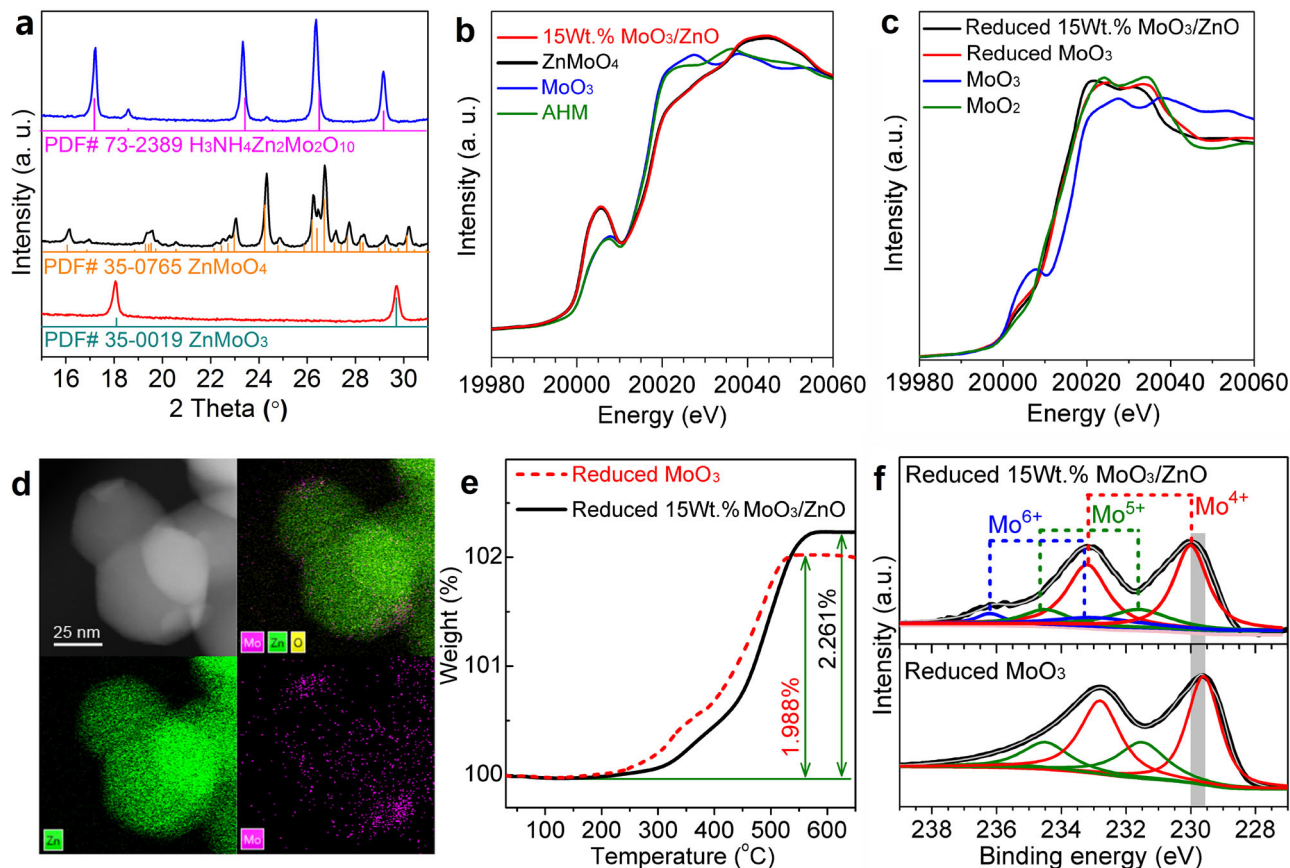 a
Intensity (a. u.)
PDF# 73-2389 H₃NH₄Zn₂Mo₂O₁₀
PDF# 35-0765 ZnMoO₄
PDF# 35-0019 ZnMoO₃
16 18 20 22 24 26 28 30
2 Theta (°)
b
Intensity (a.u.)
15Wt.% MoO₃/ZnO
ZnMoO₄
MoO₃
AHM
19980 20000 20020 20040 20060
Energy (eV)
c
Intensity (a.u.)
Reduced 15Wt.% MoO₃/ZnO
Reduced MoO₃
MoO₃
MoO₂
19980 20000 20020 20040 20060
Energy (eV)
d
25 nm
Mo Zn O
Zn
Mo
e
Weight (%)
Reduced MoO₃
Reduced 15Wt.% MoO₃/ZnO
102
101
100
1.988%
2.261%
100 200 300 400 500 600
Temperature (°C)
f
Intensity (a.u.)
Reduced 15Wt.% MoO₃/ZnO
Mo⁶⁺
Mo⁵⁺
Mo⁴⁺
Reduced MoO₃
238 236 234 232 230 228
Binding energy (eV)